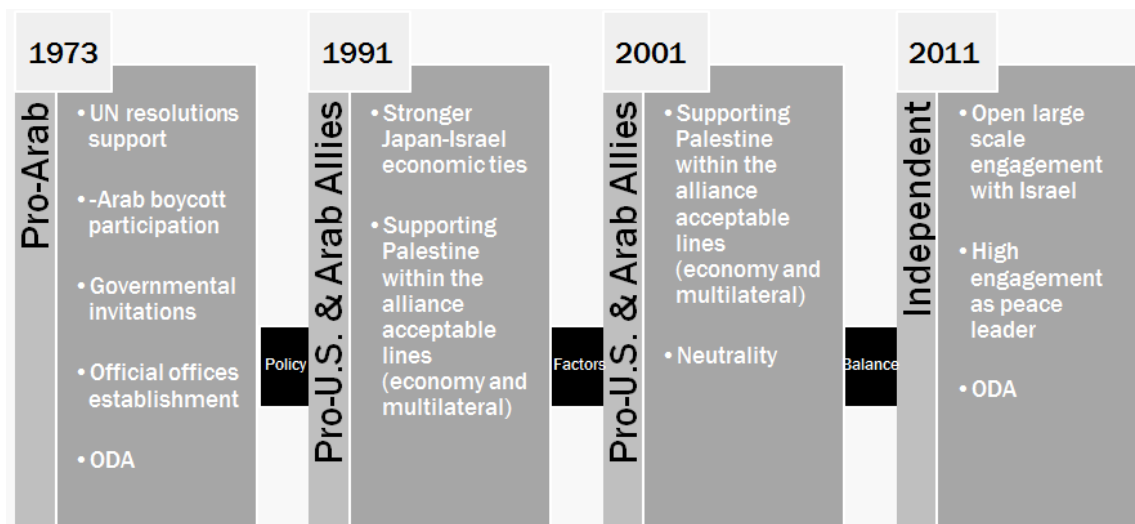 1973
Pro-Arab
•UN resolutions
support
•-Arab boycott
participation
•Governmental
invitations
•Official offices
establishment
•ODA
Policy
1991
Pro-U.S. & Arab Allies
•Stronger
Japan-Israel
economic ties
•Supporting
Palestine
within the
alliance
acceptable
lines
(economy and
multilateral)
Factors
2001
Pro-U.S. & Arab Allies
•Supporting
Palestine
within the
alliance
acceptable
lines
(economy and
multilateral)
•Neutrality
Balance
2011
Independent
•Open large
scale
engagement
with Israel
•High
engagement
as peace
leader
•ODA